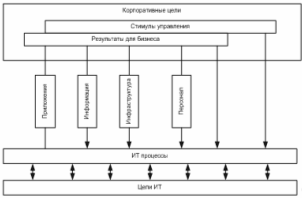 Корпоративные цели
Стимулы управления
Результаты для бизнеса
Приложения
Информация
Инфраструктура
Персонал
ИТ процессы
Цели ИТ